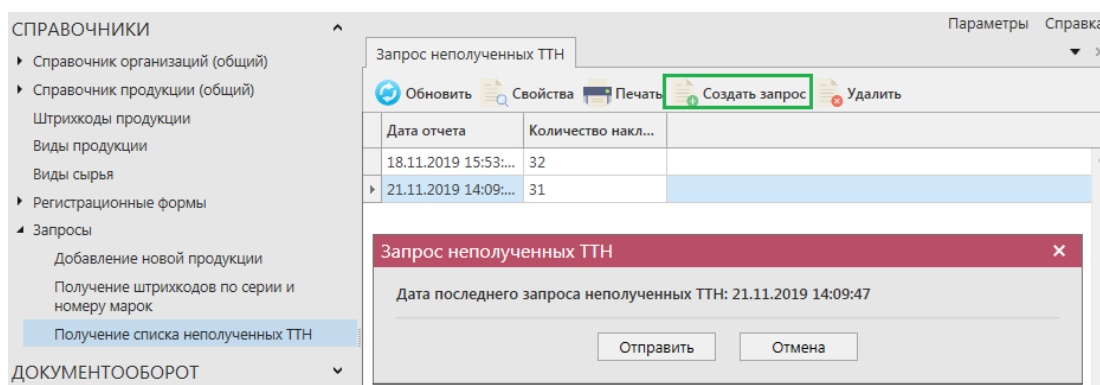 СПРАВОЧНИКИ
Справочник организаций (общий)
Справочник продукции (общий)
Штрихкоды продукции
Виды продукции
Виды сырья
Регистрационные формы
Запросы
Добавление новой продукции
Получение штрихкодов по серии и
номеру марок
Получение списка неполученных ТТН
ДОКУМЕНТООБОРОТ
Параметры Справка
Запрос неполученных ТТН
Обновить Свойства Печать Создать запрос Удалить
Дата отчета Количество накл...
18.11.2019 15:53:... 32
21.11.2019 14:09:... 31
Запрос неполученных ТТН
Дата последнего запроса неполученных ТТН: 21.11.2019 14:09:47
Отправить Отмена